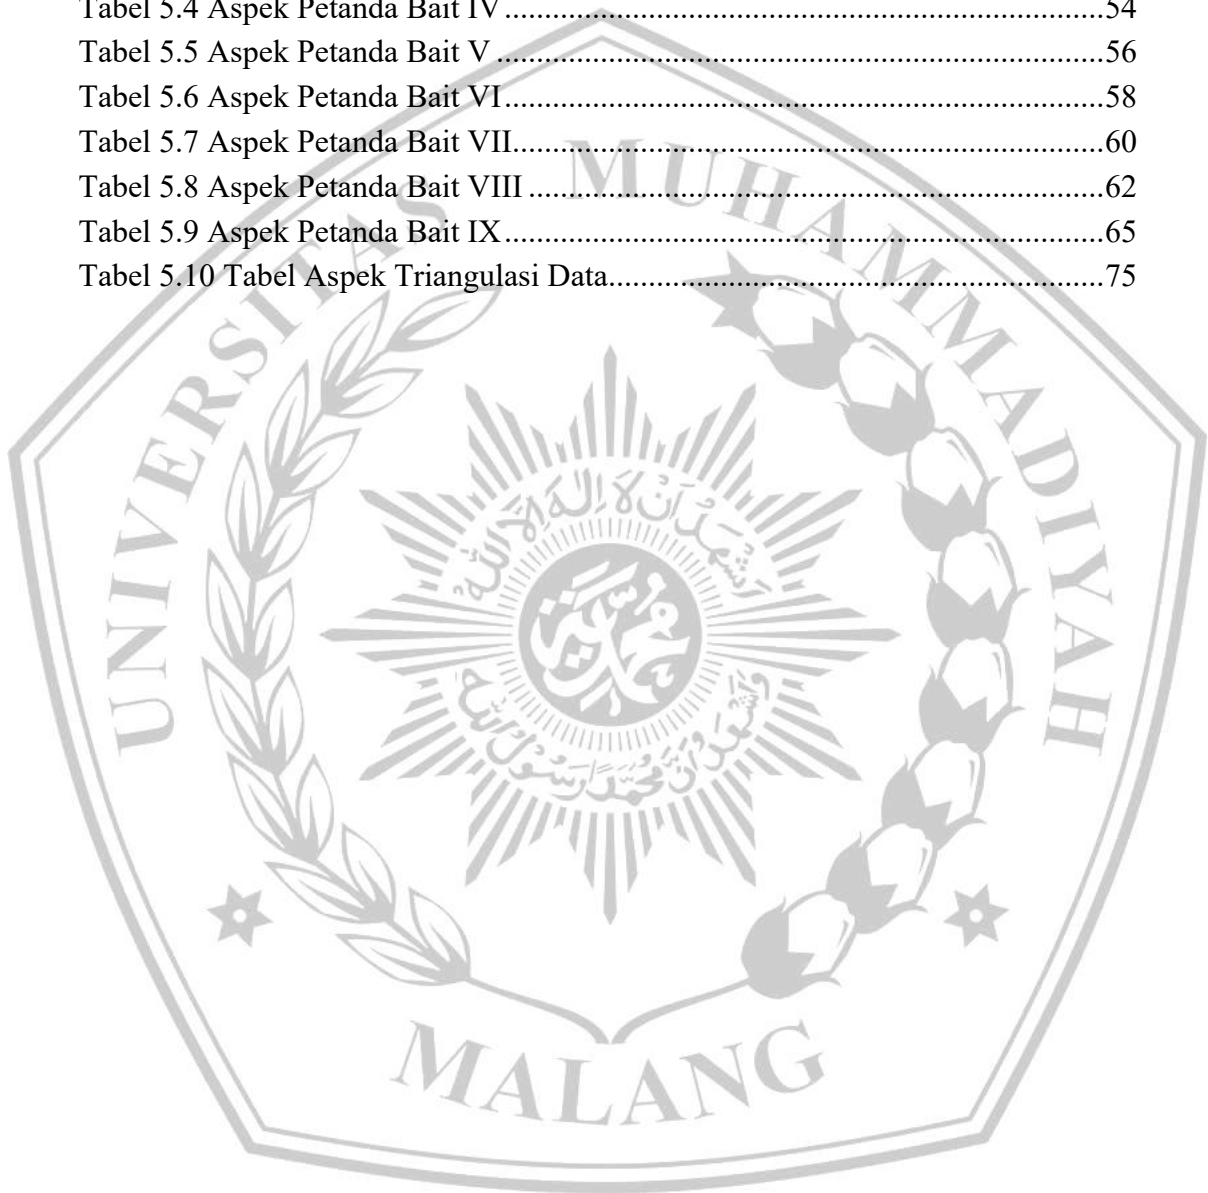 Tabel 5.4 Aspek Petanda Bait IV...........................................................................54
Tabel 5.5 Aspek Petanda Bait V............................................................................56
Tabel 5.6 Aspek Petanda Bait VI...........................................................................58
Tabel 5.7 Aspek Petanda Bait VII..........................................................................60
Tabel 5.8 Aspek Petanda Bait VIII........................................................................62
Tabel 5.9 Aspek Petanda Bait IX...........................................................................65
Tabel 5.10 Tabel Aspek Triangulasi Data..............................................................75
UNIVERSITAS MUHAMMADIYAH
MALANG